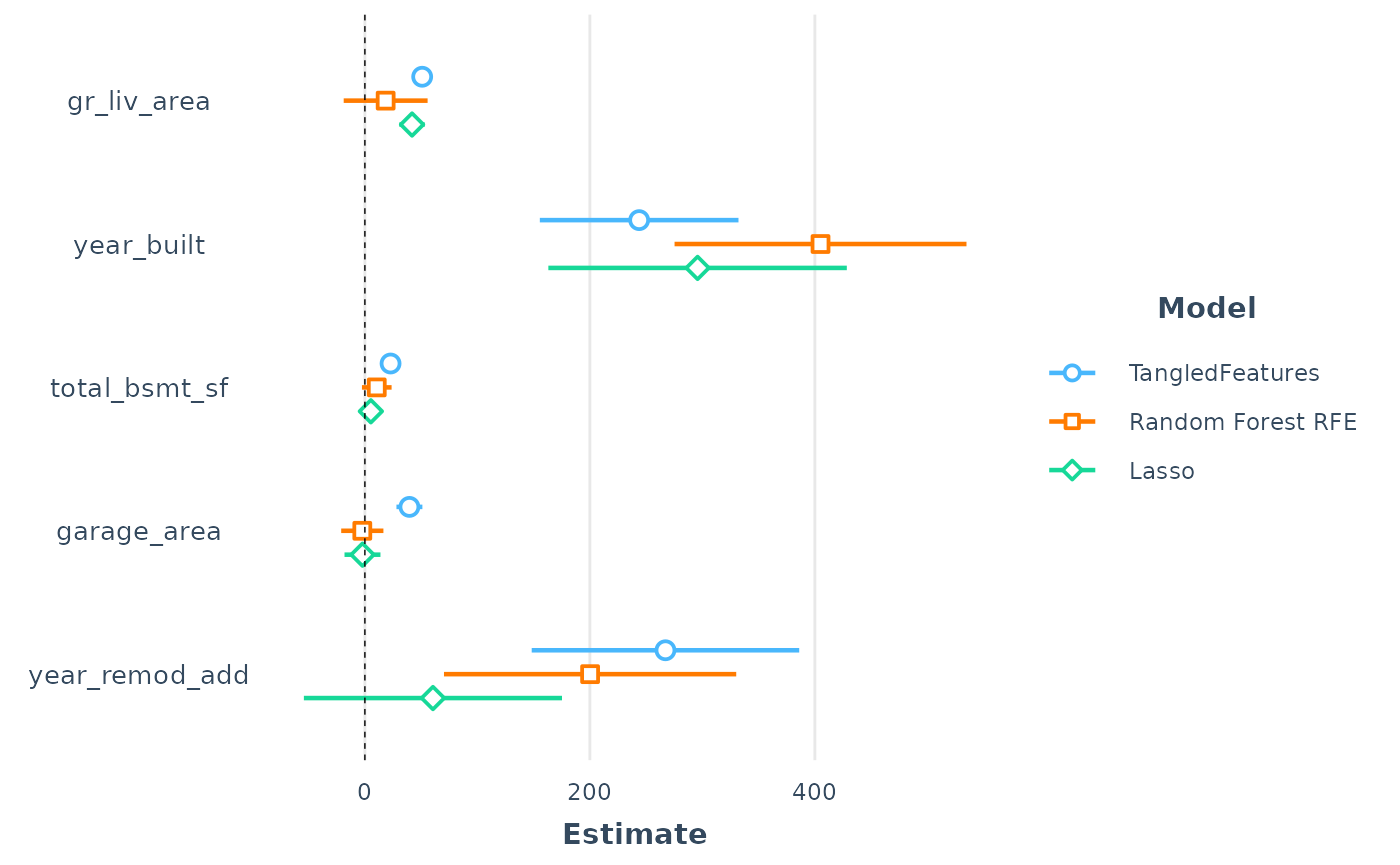 gr_liv_area
year_built
total_bsmt_sf
garage_area
year_remod_add
0 200 400
Estimate
Model
TangledFeatures
Random Forest RFE
Lasso